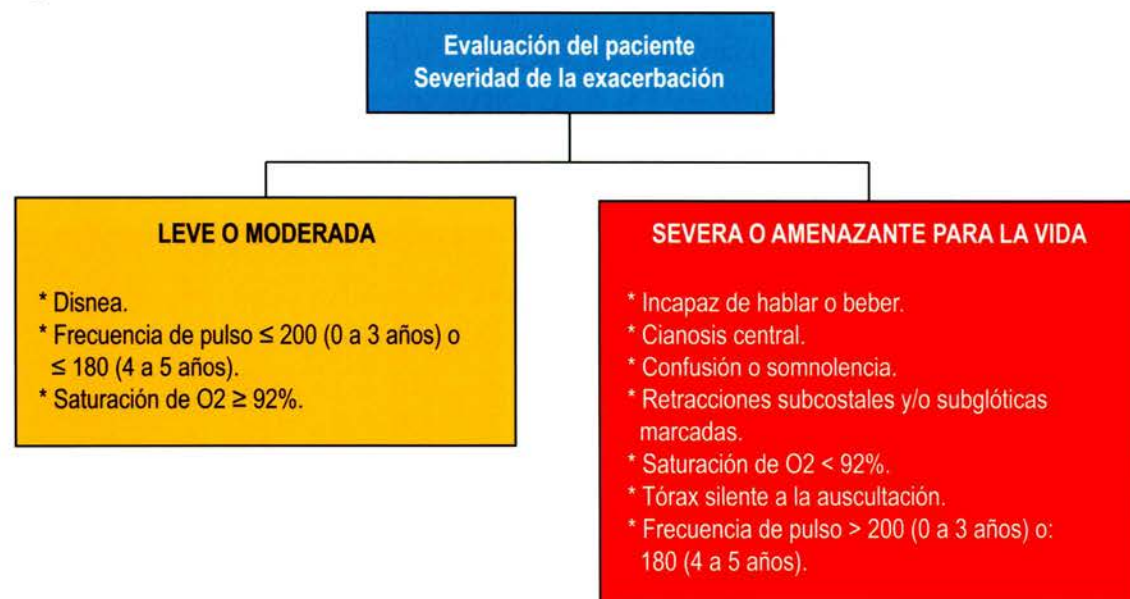 Evaluación del paciente
Severidad de la exacerbación
LEVE O MODERADA
* Disnea.
* Frecuencia de pulso ≤ 200 (0 a 3 años) o
≤ 180 (4 a 5 años).
* Saturación de O2 ≥ 92%.
SEVERA O AMENAZANTE PARA LA VIDA
* Incapaz de hablar o beber.
* Cianosis central.
* Confusión o somnolencia.
* Retracciones subcostales y/o subglóticas
marcadas.
* Saturación de O2 < 92%.
* Tórax silente a la auscultación.
* Frecuencia de pulso > 200 (0 a 3 años) o:
180 (4 a 5 años).